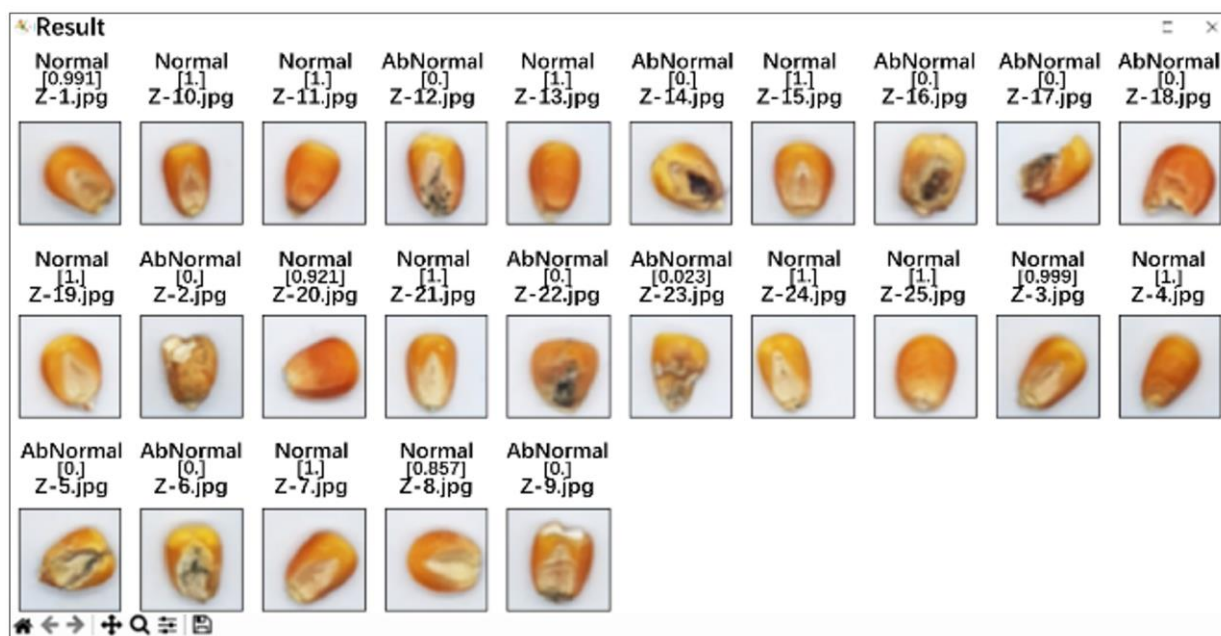 Result
Normal Normal Normal AbNormal Normal AbNormal Normal AbNormal AbNormal AbNormal
[0.991] [1.] [1.] [0.] [1.] [0.] [1.] [0.] [0.] [0.]
Z-1.jpg Z-10.jpg Z-11.jpg Z-12.jpg Z-13.jpg Z-14.jpg Z-15.jpg Z-16.jpg Z-17.jpg Z-18.jpg
Normal AbNormal Normal Normal AbNormal AbNormal Normal Normal Normal Normal
[1.] [0.] [0.921] [1.] [0.] [0.023] [1.] [1.] [0.999] [1.]
Z-19.jpg Z-2.jpg Z-20.jpg Z-21.jpg Z-22.jpg Z-23.jpg Z-24.jpg Z-25.jpg Z-3.jpg Z-4.jpg
AbNormal AbNormal Normal Normal AbNormal
[0.] [0.] [1.] [0.857] [0.]
Z-5.jpg Z-6.jpg Z-7.jpg Z-8.jpg Z-9.jpg